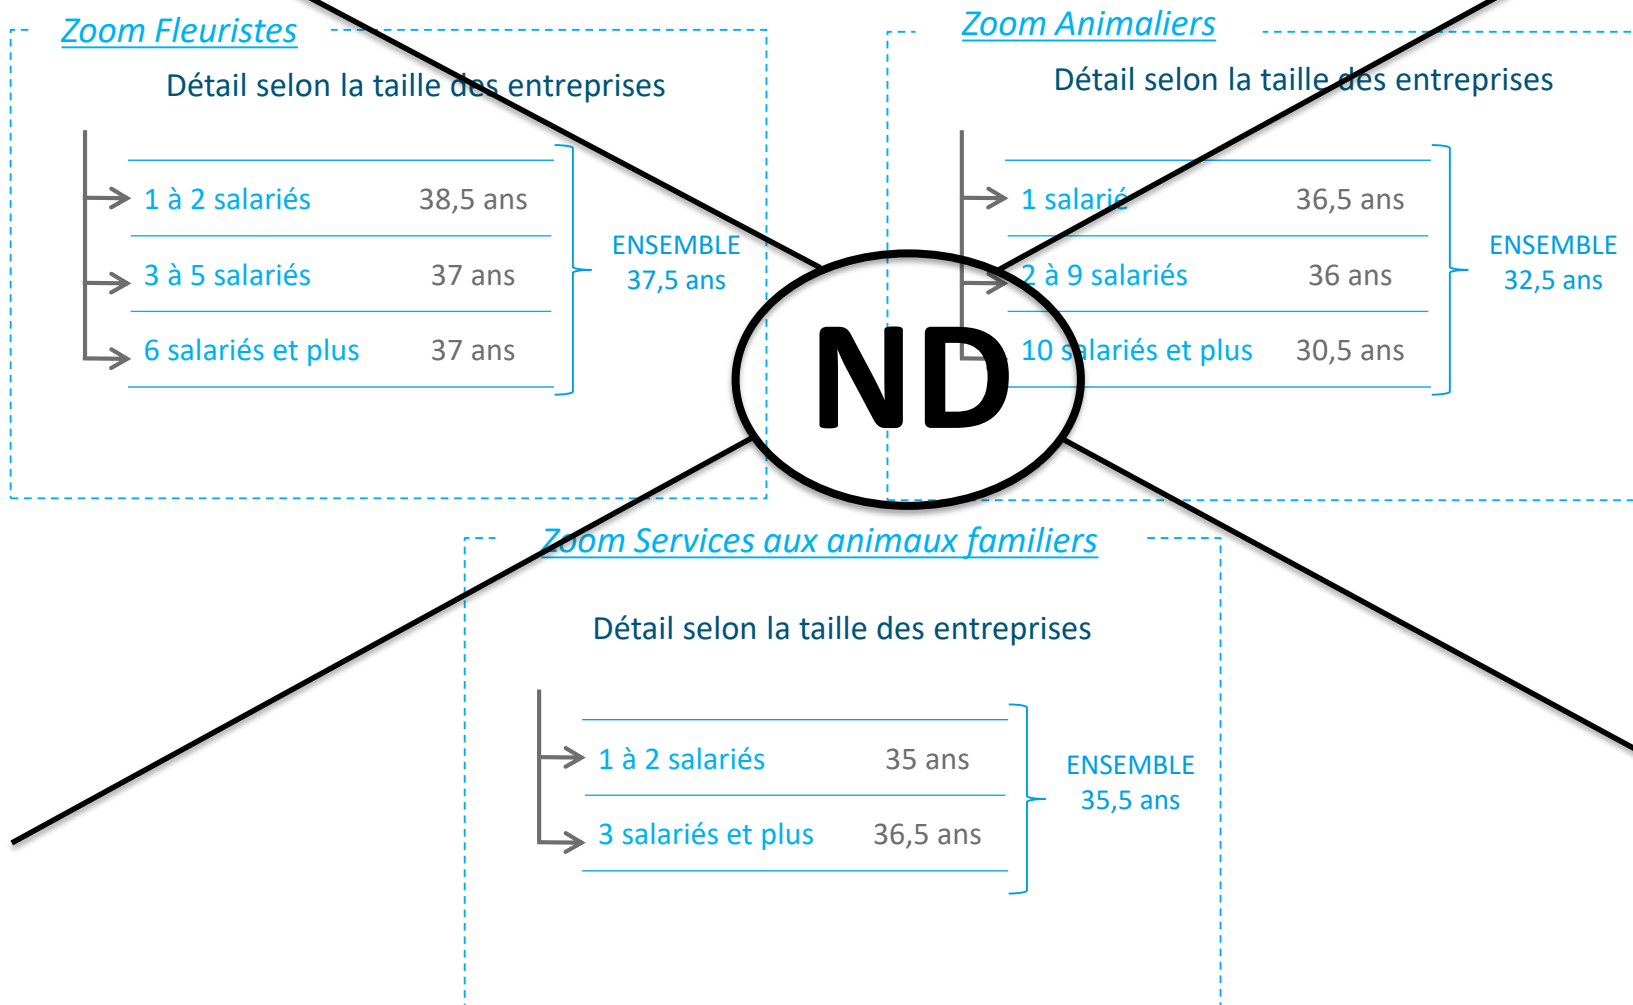 Zoom Fleuristes
Détail selon la taille des entreprises
1 à 2 salariés 38,5 ans
3 à 5 salariés 37 ans
6 salariés et plus 37 ans
ENSEMBLE
37,5 ans
Zoom Animaliers
Détail selon la taille des entreprises
1 salarié 36,5 ans
2 à 9 salariés 36 ans
10 salariés et plus 30,5 ans
ENSEMBLE
32,5 ans
ND
Zoom Services aux animaux familiers
Détail selon la taille des entreprises
1 à 2 salariés 35 ans
3 salariés et plus 36,5 ans
ENSEMBLE
35,5 ans